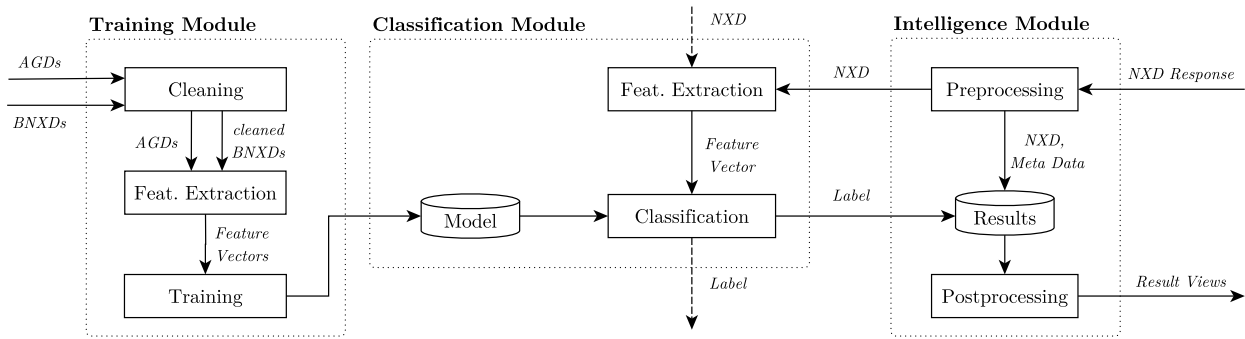 Training Module
AGDs
BNXDs
Cleaning
AGDs
cleaned
BNXDs
Feat. Extraction
Feature
Vectors
Training
Classification Module
NXD
Feat. Extraction
Feature
Vector
Model
Classification
Label
Intelligence Module
NXD
Preprocessing
NXD Response
NXD,
Meta Data
Label
Results
Postprocessing
Result Views